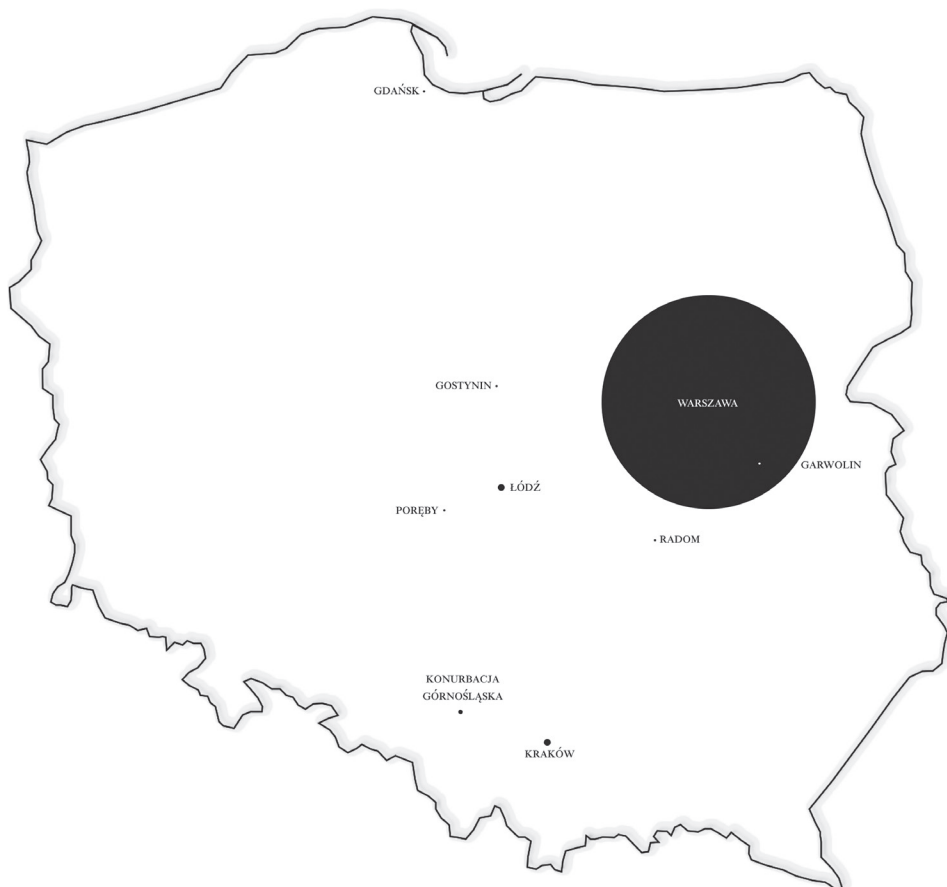 GDAŃSK
GOSTYNIN
WARSZAWA
GARWOLIN
ŁÓDŹ
PORĘBY
RADOM
KONURBACJA
GÓRNOŚLĄSKA
KRAKÓW